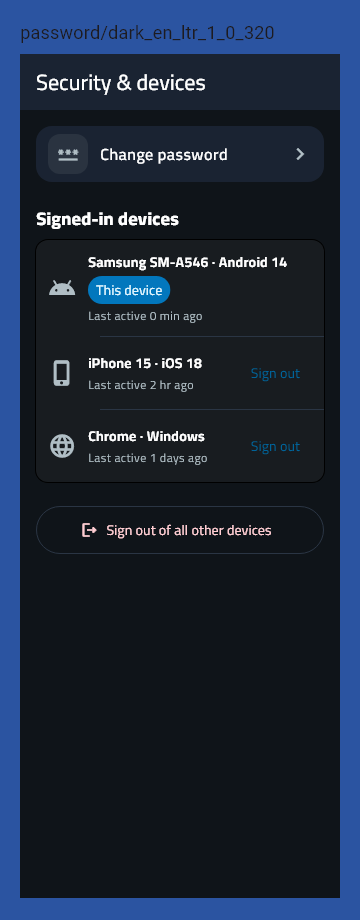 password/dark_en_ltr_1_0_320
Security & devices
Change password
Signed-in devices
Samsung SM-A546 · Android 14
This device
Last active 0 min ago
iPhone 15 · iOS 18
Last active 2 hr ago
Sign out
Chrome · Windows
Last active 1 days ago
Sign out
Sign out of all other devices